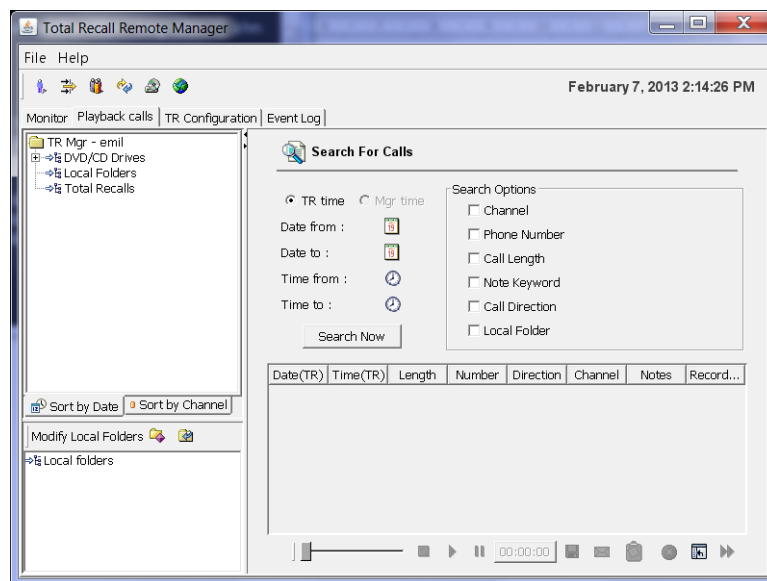 Total Recall Remote Manager
File Help
February 7, 2013 2:14:26 PM
Monitor Playback calls TR Configuration Event Log
TR Mgr - emil
DVD/CD Drives
Local Folders
Total Recalls
Sort by Date Sort by Channel
Modify Local Folders
Local folders
Search For Calls
TR time Mgr time
Date from :
19
Date to :
19
Time from :
Time to :
Search Now
Search Options
Channel
Phone Number
Call Length
Note Keyword
Call Direction
Local Folder
Date(TR) Time(TR) Length Number Direction Channel Notes Record...
00:00:00